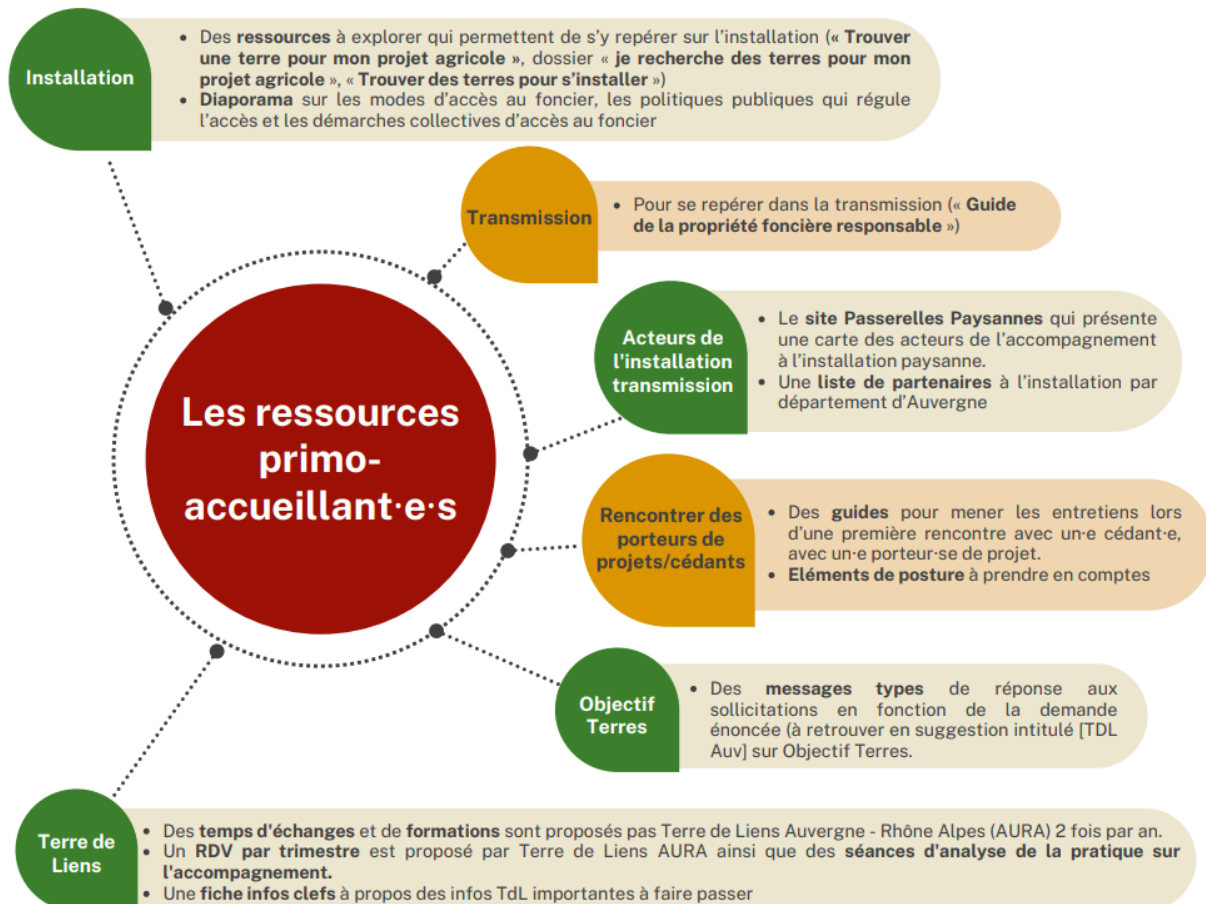 Installation
• Des ressources à explorer qui permettent de s’y repérer sur l’installation (« Trouver
une terre pour mon projet agricole », dossier « je recherche des terres pour mon
projet agricole », « Trouver des terres pour s’installer »)
• Diaporama sur les modes d’accès au foncier, les politiques publiques qui régule
l’accès et les démarches collectives d’accès au foncier
Transmission
• Pour se repérer dans la transmission (« Guide
de la propriété foncière responsable »)
Les ressources
primo-
accueillant·e·s
Acteurs de
l'installation
transmission
• Le site Passerelles Paysannes qui présente
une carte des acteurs de l’accompagnement
à l’installation paysanne.
• Une liste de partenaires à l’installation par
département d’Auvergne
Rencontrer des
porteurs de
projets/cédants
• Des guides pour mener les entretiens lors
d’une première rencontre avec un·e cédant·e,
avec un·e porteur·se de projet.
• Eléments de posture à prendre en comptes
Objectif
Terres
• Des messages types de réponse aux
sollicitations en fonction de la demande
énoncée (à retrouver en suggestion intitulé [TDL
Auv] sur Objectif Terres.
Terre de
Liens
• Des temps d'échanges et de formations sont proposés pas Terre de Liens Auvergne - Rhône Alpes (AURA) 2 fois par an.
• Un RDV par trimestre est proposé par Terre de Liens AURA ainsi que des séances d'analyse de la pratique sur
l'accompagnement.
• Une fiche infos clefs à propos des infos TdL importantes à faire passer